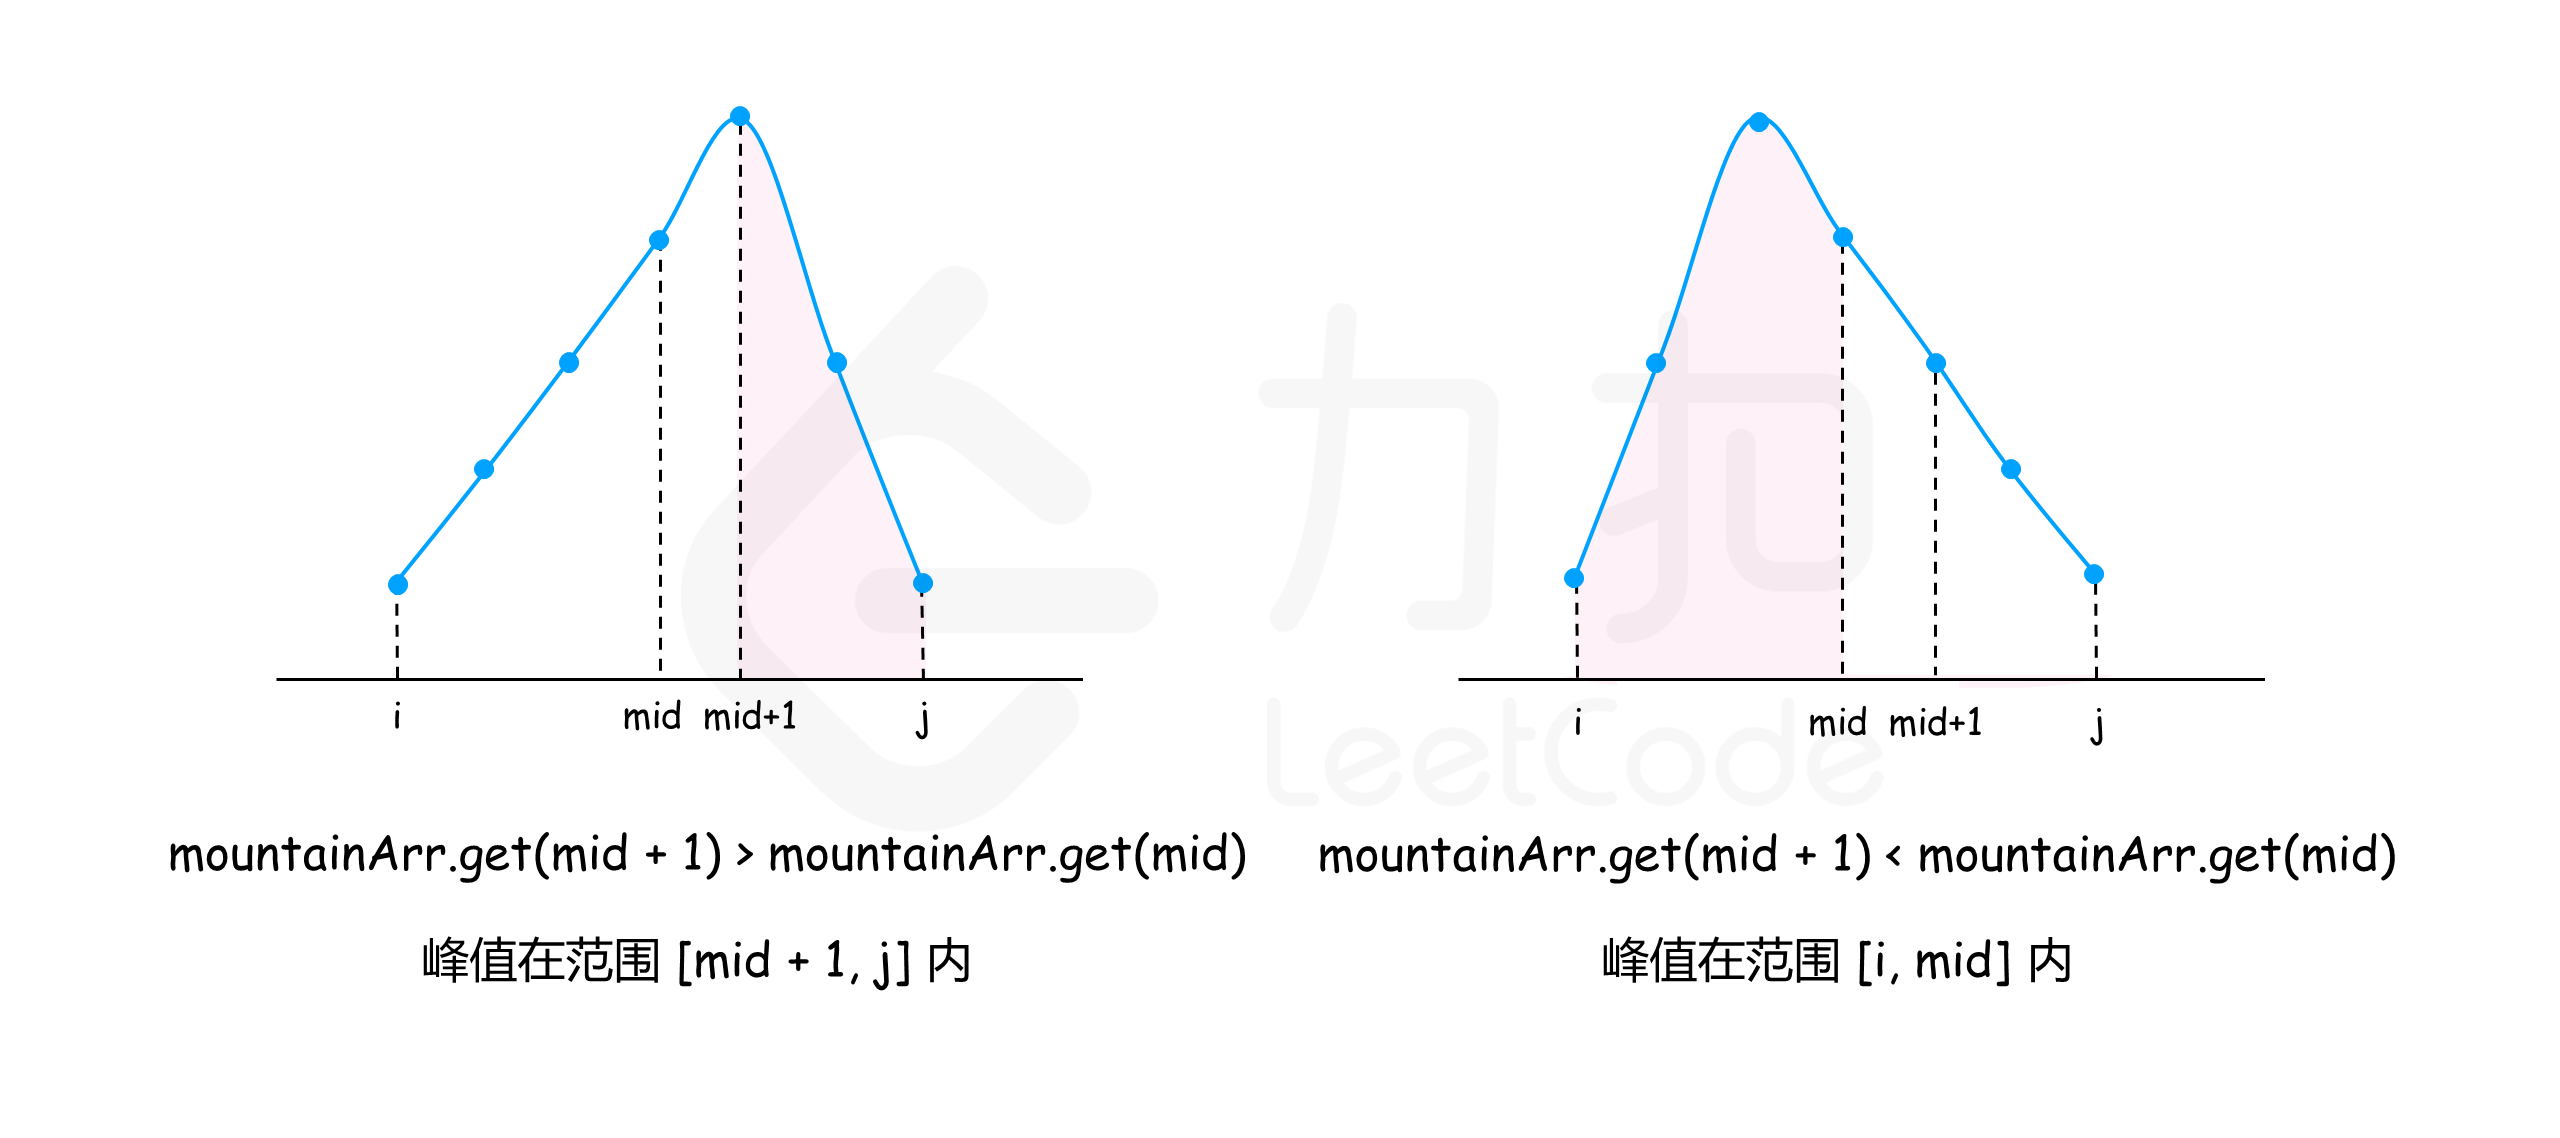 i mid mid+1 j
i mid mid+1 j
mountainArr.get(mid + 1) > mountainArr.get(mid)
mountainArr.get(mid + 1) < mountainArr.get(mid)
峰值在范围 [mid + 1, j] 内
峰值在范围 [i, mid] 内
力扣
LeetCode